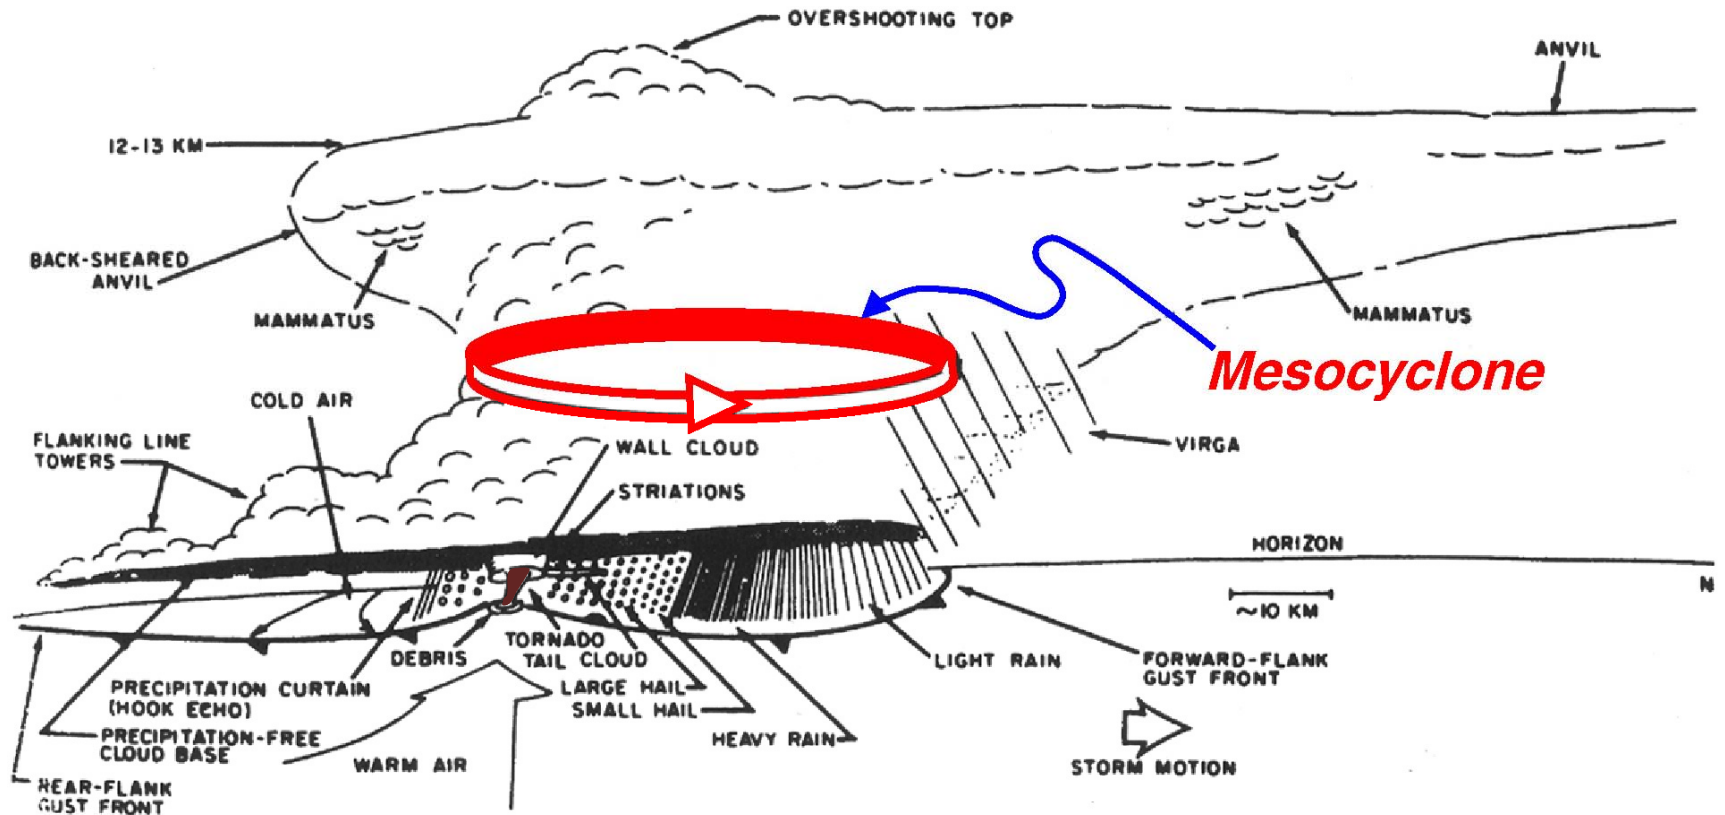 OVERSHOOTING TOP
ANVIL
12-13 KM
BACK-SHEARED
ANVIL
MAMMATUS
MAMMATUS
Mesocyclone
COLD AIR
FLANKING LINE
TOWERS
WALL CLOUD
VIRGA
STRIATIONS
HORIZON
N
~10 KM
DEBRIS
TORNADO
TAIL CLOUD
LIGHT RAIN
FORWARD-FLANK
GUST FRONT
PRECIPITATION CURTAIN
(HOOK ECHO)
LARGE HAIL
SMALL HAIL
PRECIPITATION-FREE
CLOUD BASE
HEAVY RAIN
WARM AIR
STORM MOTION
REAR-FLANK
GUST FRONT